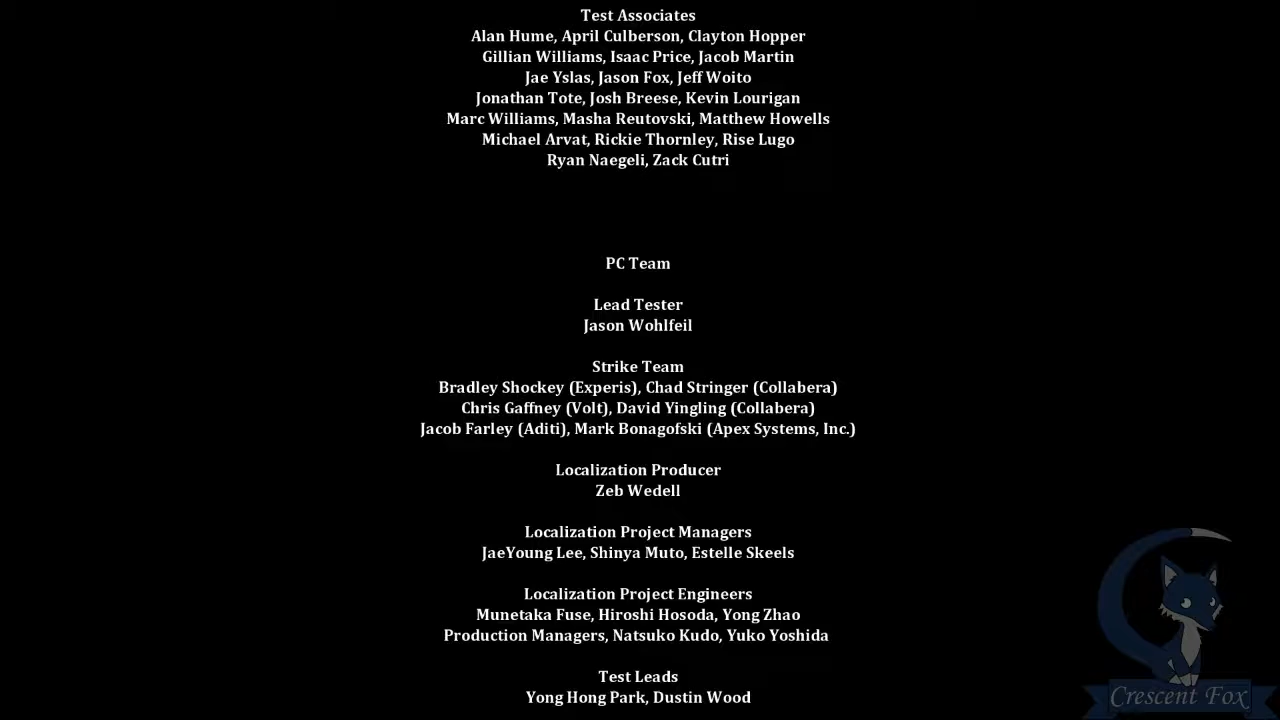 Test Associates
Alan Hume, April Culberson, Clayton Hopper
Gillian Williams, Isaac Price, Jacob Martin
Jae Yslas, Jason Fox, Jeff Woito
Jonathan Tote, Josh Breese, Kevin Lourigan
Marc Williams, Masha Reutovski, Matthew Howells
Michael Arvat, Rickie Thornley, Rise Lugo
Ryan Naegeli, Zack Cutri
PC Team
Lead Tester
Jason Wohlfeil
Strike Team
Bradley Shockey (Experis), Chad Stringer (Collabera)
Chris Gaffney (Volt), David Yingling (Collabera)
Jacob Farley (Aditi), Mark Bonagofski (Apex Systems, Inc.)
Localization Producer
Zeb Wedell
Localization Project Managers
JaeYoung Lee, Shinya Muto, Estelle Skeels
Localization Project Engineers
Munetaka Fuse, Hiroshi Hosoda, Yong Zhao
Production Managers, Natsuko Kudo, Yuko Yoshida
Test Leads
Yong Hong Park, Dustin Wood
Crescent Fox